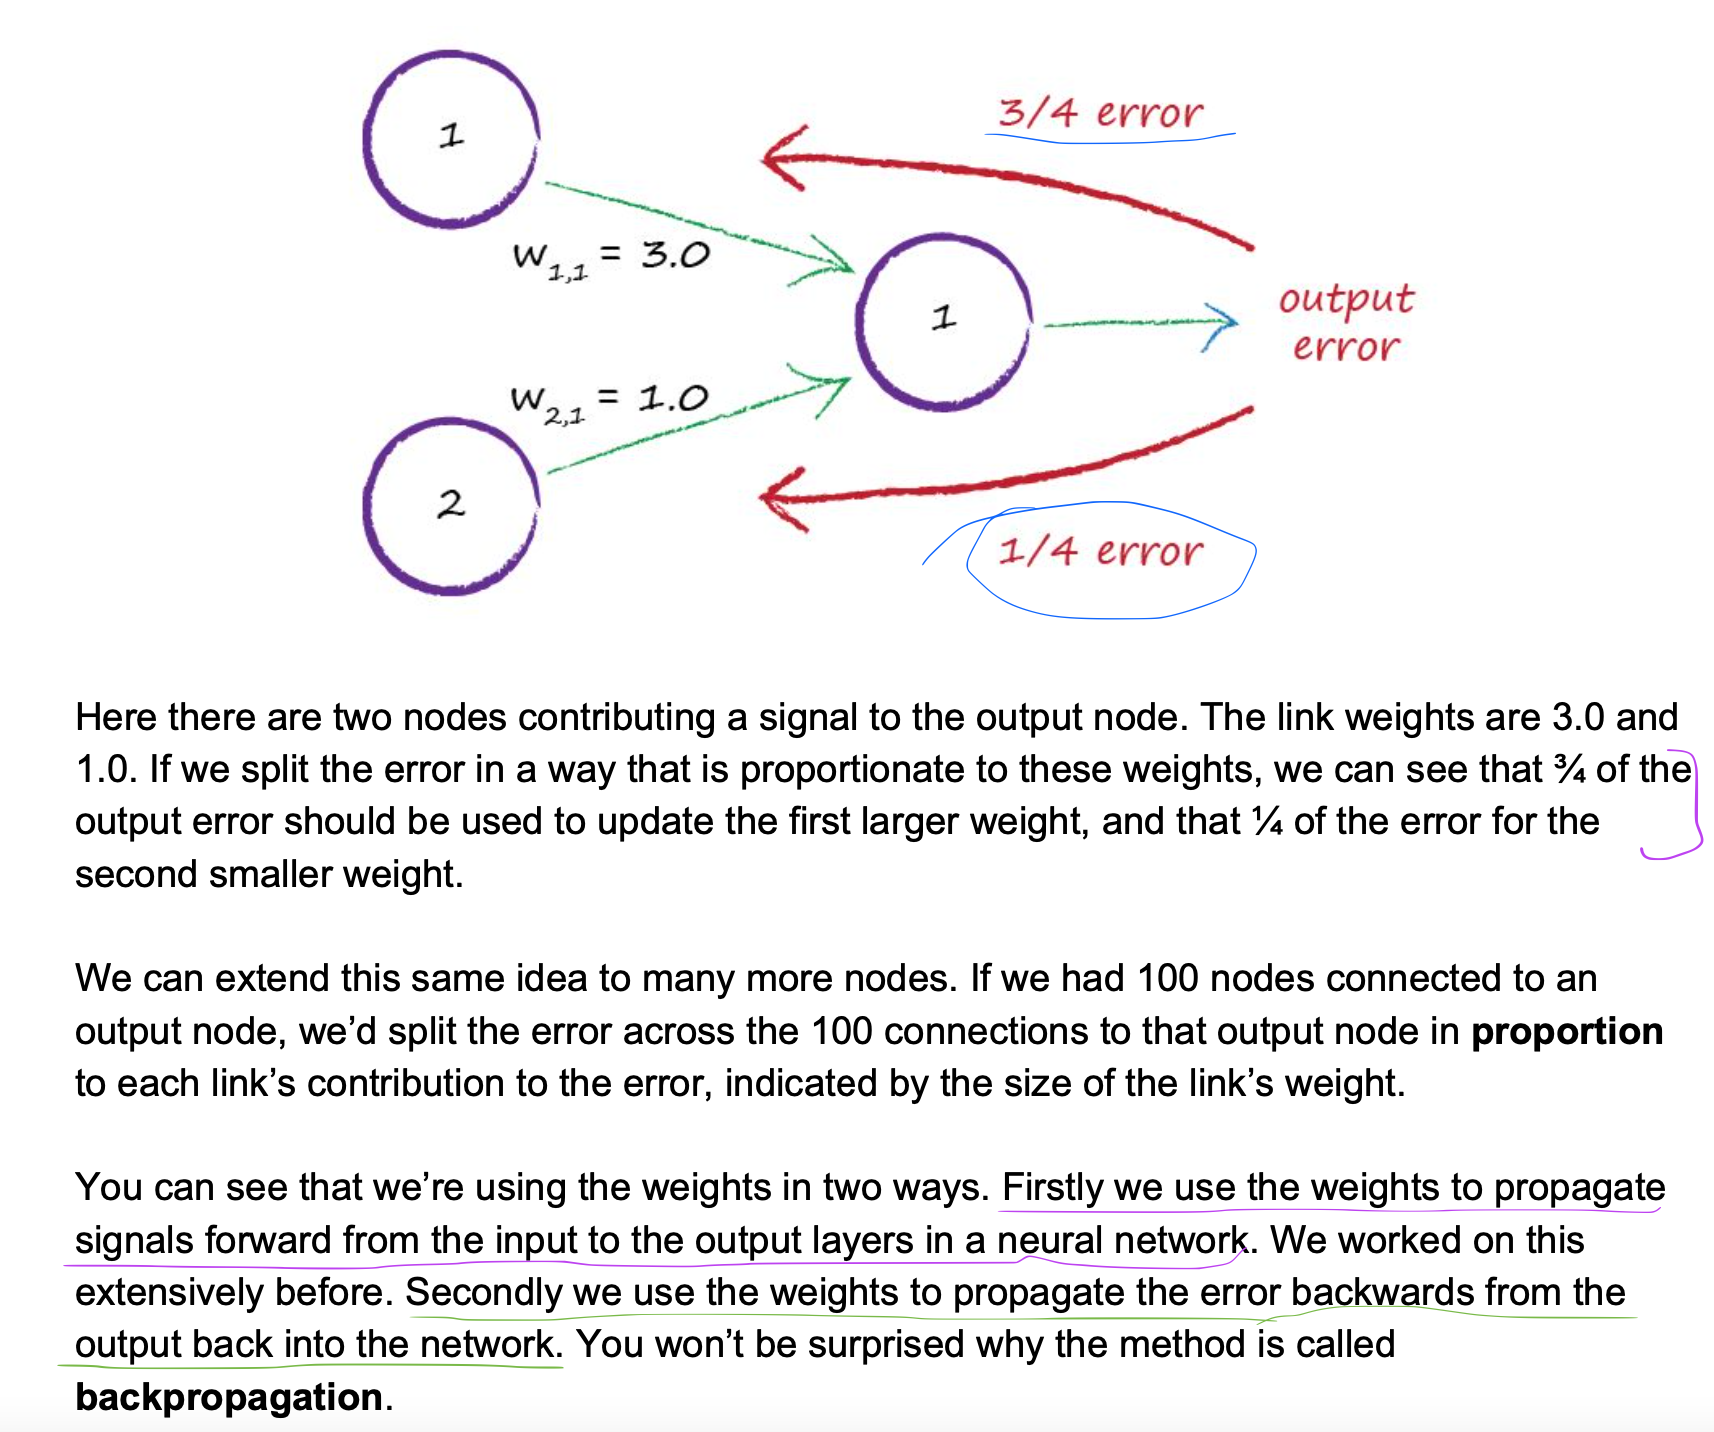 1
3/4 error
w1,1 = 3.0
1
output
error
w2,1 = 1.0
2
1/4 error
Here there are two nodes contributing a signal to the output node. The link weights are 3.0 and
1.0. If we split the error in a way that is proportionate to these weights, we can see that ¾ of the
output error should be used to update the first larger weight, and that ¼ of the error for the
second smaller weight.
We can extend this same idea to many more nodes. If we had 100 nodes connected to an
output node, we’d split the error across the 100 connections to that output node in proportion
to each link’s contribution to the error, indicated by the size of the link’s weight.
You can see that we’re using the weights in two ways. Firstly we use the weights to propagate
signals forward from the input to the output layers in a neural network. We worked on this
extensively before. Secondly we use the weights to propagate the error backwards from the
output back into the network. You won’t be surprised why the method is called
backpropagation.